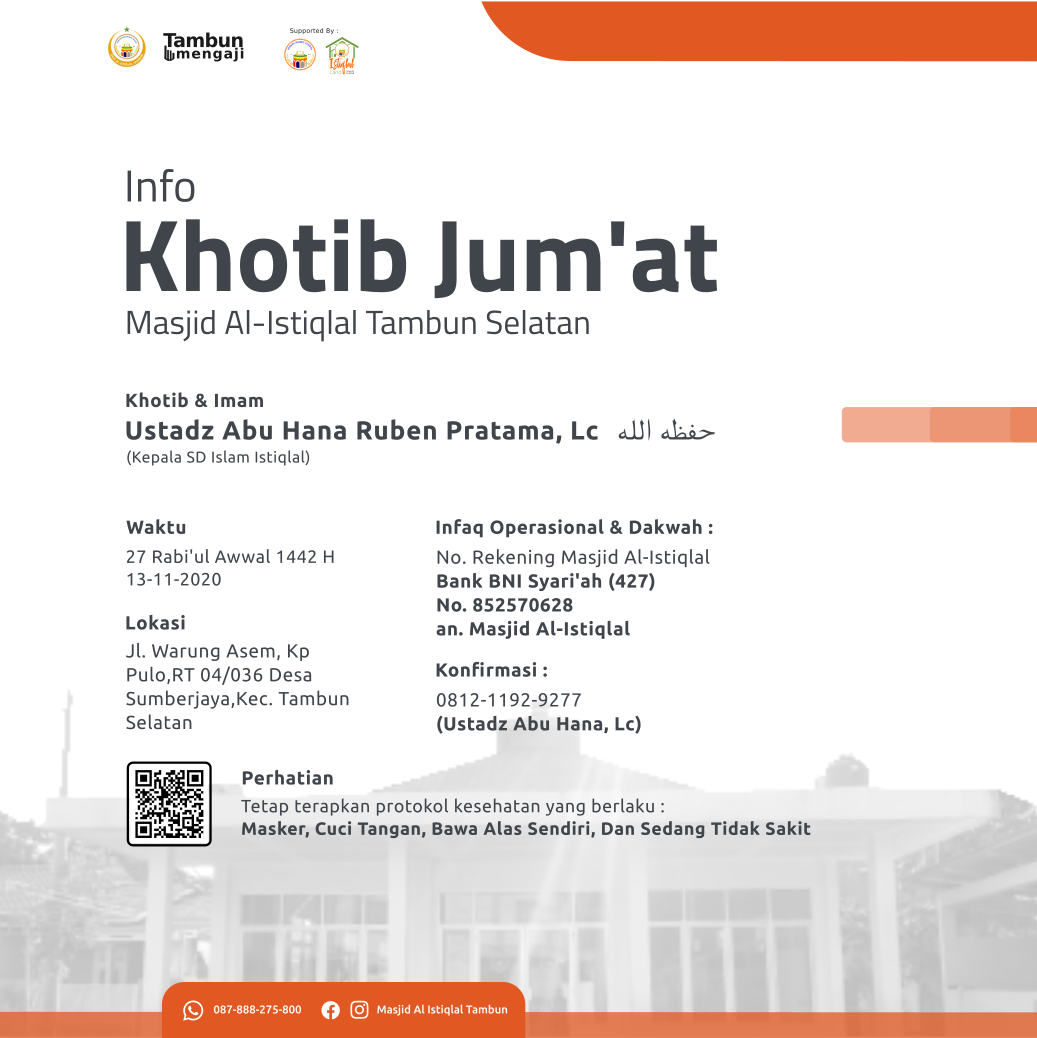 Tambun
mengaji
Supported By :
Istiqlal
Info
Khotib Jum'at
Masjid Al-Istiqlal Tambun Selatan
Khotib & Imam
Ustadz Abu Hana Ruben Pratama, Lc حفظه الله
(Kepala SD Islam Istiqlal)
Waktu
27 Rabi'ul Awwal 1442 H
13-11-2020
Lokasi
Jl. Warung Asem, Kp
Pulo,RT 04/036 Desa
Sumberjaya,Kec. Tambun
Selatan
Infaq Operasional & Dakwah :
No. Rekening Masjid Al-Istiqlal
Bank BNI Syari'ah (427)
No. 852570628
an. Masjid Al-Istiqlal
Konfirmasi :
0812-1192-9277
(Ustadz Abu Hana, Lc)
Perhatian
Tetap terapkan protokol kesehatan yang berlaku :
Masker, Cuci Tangan, Bawa Alas Sendiri, Dan Sedang Tidak Sakit
087-888-275-800
Masjid Al Istiqlal Tambun